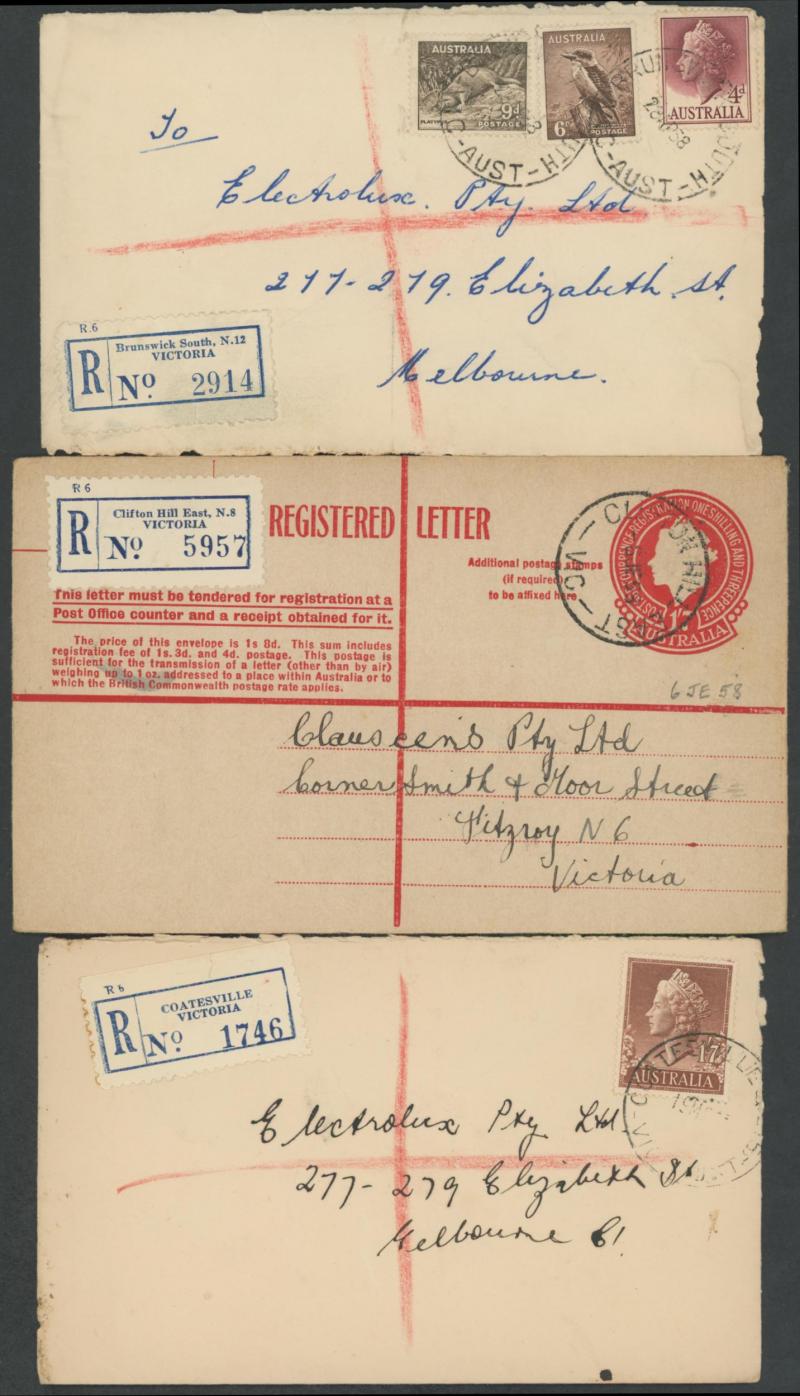 AUSTRALIA
PLATYPUS
9d
POSTAGE
AUSTRALIA
6D
POSTAGE
4d
AUSTRALIA
C-AUST-
C-AUST-
To
Electrolux. Pty. Ltd
277-279. Elizabeth. St.
Melbourne.
R.6
Brunswick South, N.12
VICTORIA
R No 2914
R 6
Clifton Hill East, N.8
VICTORIA
R No 5957
REGISTERED LETTER
Additional postage stamps
(if required)
to be affixed here
AUSTRALIA
This letter must be tendered for registration at a
Post Office counter and a receipt obtained for it.
The price of this envelope is 1s 8d. This sum includes
registration fee of 1s. 3d. and 4d. postage. This postage is
sufficient for the transmission of a letter (other than by air)
weighing up to 1 oz. addressed to a place within Australia or to
which the British Commonwealth postage rate applies.
6 JE 58
Clauscens Pty Ltd
Corner Smith & Moor Street
Fitzroy N 6
Victoria
R 6
COATESVILLE
VICTORIA
R No 1746
1'7
AUSTRALIA
Electrolux Pty Ltd.
277-279 Elizabeth St
Melbourne C1.